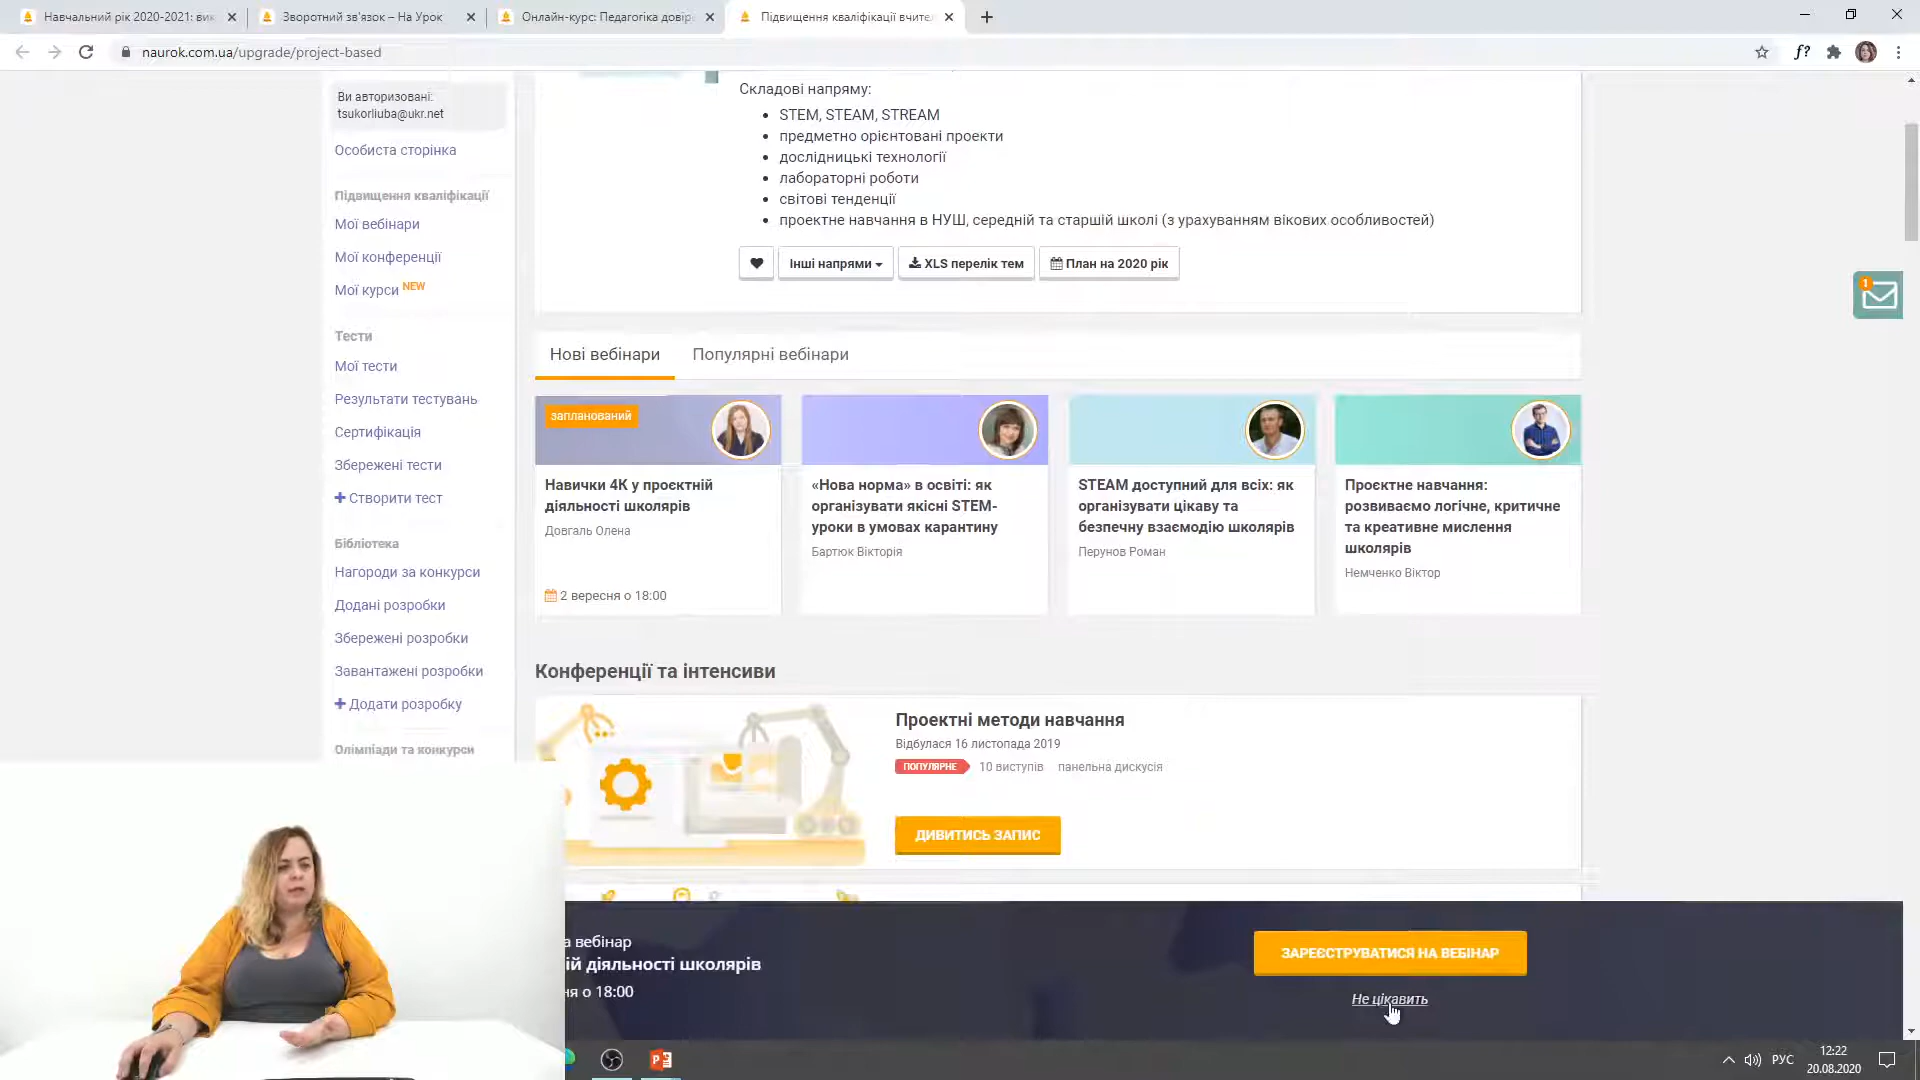 Навчальний рік 2020-2021: ви
Зворотний зв'язок – На Урок
Онлайн-курс: Педагогіка довір
Підвищення кваліфікації вчите
naurok.com.ua/upgrade/project-based
f?
Ви авторизовані:
tsukorliuba@ukr.net
Особиста сторінка
Підвищення кваліфікації
Мої вебінари
Мої конференції
Мої курси NEW
Тести
Мої тести
Результати тестувань
Сертифікація
Збережені тести
Створити тест
Бібліотека
Нагороди за конкурси
Додані розробки
Збережені розробки
Завантажені розробки
Додати розробку
Олімпіади та конкурси
Складові напряму:
STEM, STEAM, STREAM
предметно орієнтовані проекти
дослідницькі технології
лабораторні роботи
світові тенденції
проектне навчання в НУШ, середній та старшій школі (з урахуванням вікових особливостей)
Інші напрями
XLS перелік тем
План на 2020 рік
1
Нові вебінари
Популярні вебінари
запланований
Навички 4К у проєктній
діяльності школярів
Довгаль Олена
2 вересня о 18:00
«Нова норма» в освіті: як
організувати якісні STEM-
уроки в умовах карантину
Бартюк Вікторія
STEAM доступний для всіх: як
організувати цікаву та
безпечну взаємодію школярів
Перунов Роман
Проєктне навчання:
розвиваємо логічне, критичне
та креативне мислення
школярів
Немченко Віктор
Конференції та інтенсиви
Проектні методи навчання
Відбулася 16 листопада 2019
ПОПУЛЯРНЕ 10 виступів панельна дискусія
ДИВИТИСЬ ЗАПИС
а вебінар
ій діяльності школярів
ня о 18:00
ЗАРЕЄСТРУВАТИСЯ НА ВЕБІНАР
Не цікавить
РУС
12:22
20.08.2020